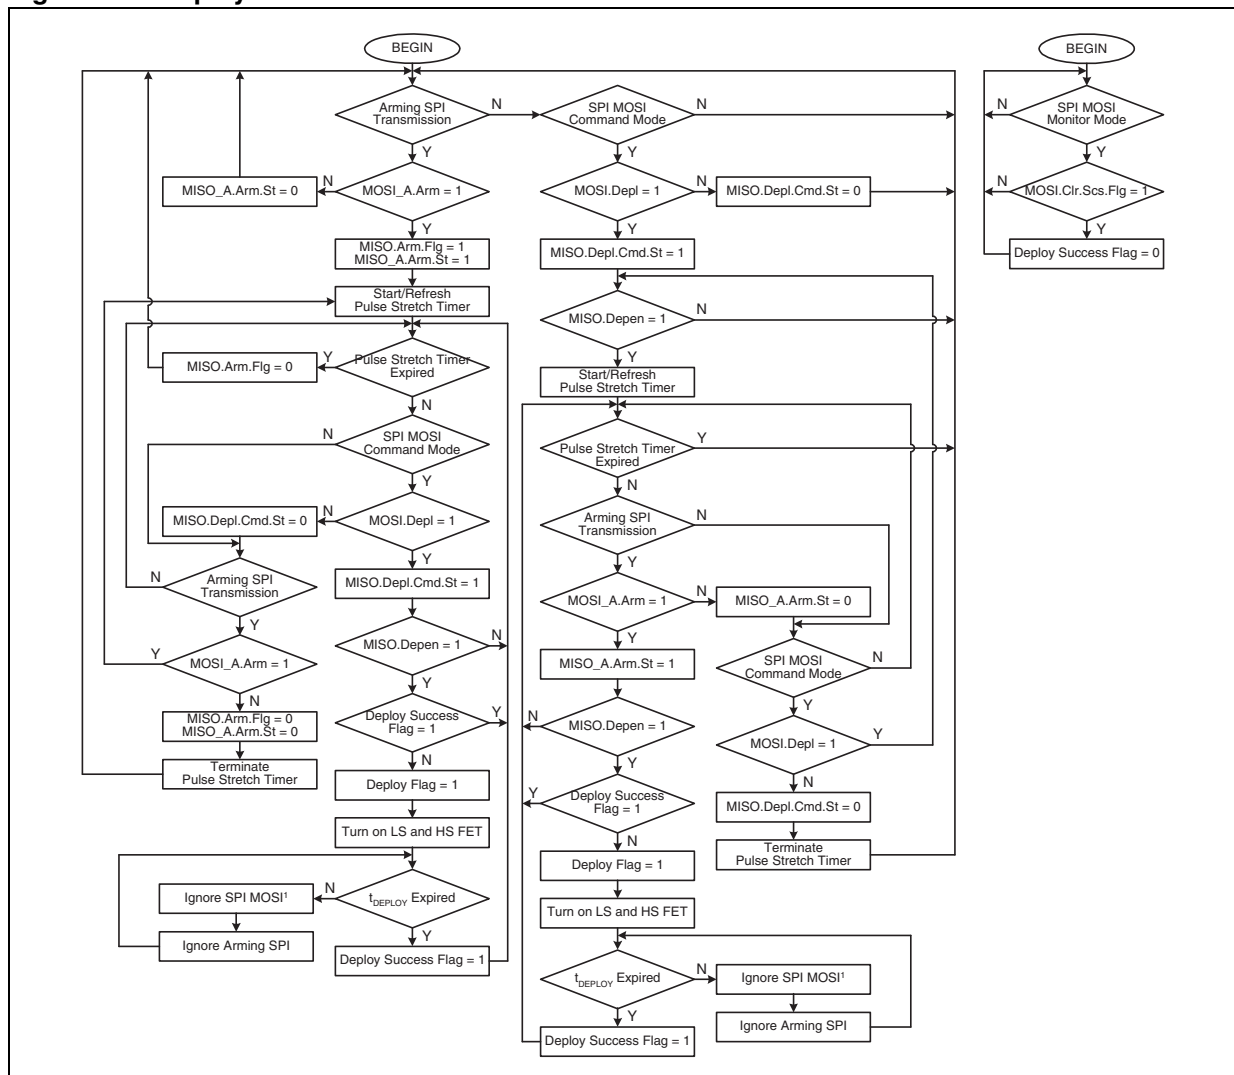 BEGIN
Arming SPI
Transmission
N
Y
MOSI_A.Arm = 1
N
MISO_A.Arm.St = 0
Y
MISO.Arm.Flg = 1
MISO_A.Arm.St = 1
Start/Refresh
Pulse Stretch Timer
Pulse Stretch Timer
Expired
Y
MISO.Arm.Flg = 0
N
SPI MOSI
Command Mode
N
Y
MOSI.Depl = 1
N
MISO.Depl.Cmd.St = 0
Y
Arming SPI
Transmission
N
Y
MOSI_A.Arm = 1
Y
N
MISO.Arm.Flg = 0
MISO_A.Arm.St = 0
Terminate
Pulse Stretch Timer
MISO.Depl.Cmd.St = 1
MISO.Depen = 1
N
Y
Deploy Success
Flag = 1
Y
N
Deploy Flag = 1
Turn on LS and HS FET
tDEPLOY Expired
N
Ignore SPI MOSI1
Ignore Arming SPI
Y
Deploy Success Flag = 1
SPI MOSI
Command Mode
N
Y
MOSI.Depl = 1
N
MISO.Depl.Cmd.St = 0
Y
MISO.Depl.Cmd.St = 1
MISO.Depen = 1
N
Y
Start/Refresh
Pulse Stretch Timer
Pulse Stretch Timer
Expired
Y
N
Arming SPI
Transmission
N
Y
MOSI_A.Arm = 1
N
MISO_A.Arm.St = 0
Y
MISO_A.Arm.St = 1
SPI MOSI
Command Mode
N
Y
MOSI.Depl = 1
Y
N
MISO.Depl.Cmd.St = 0
Terminate
Pulse Stretch Timer
MISO.Depen = 1
N
Y
Deploy Success
Flag = 1
Y
N
Deploy Flag = 1
Turn on LS and HS FET
tDEPLOY Expired
N
Ignore SPI MOSI1
Ignore Arming SPI
Y
Deploy Success Flag = 1
BEGIN
SPI MOSI
Monitor Mode
N
Y
MOSI.Clr.Scs.Flg = 1
N
Y
Deploy Success Flag = 0